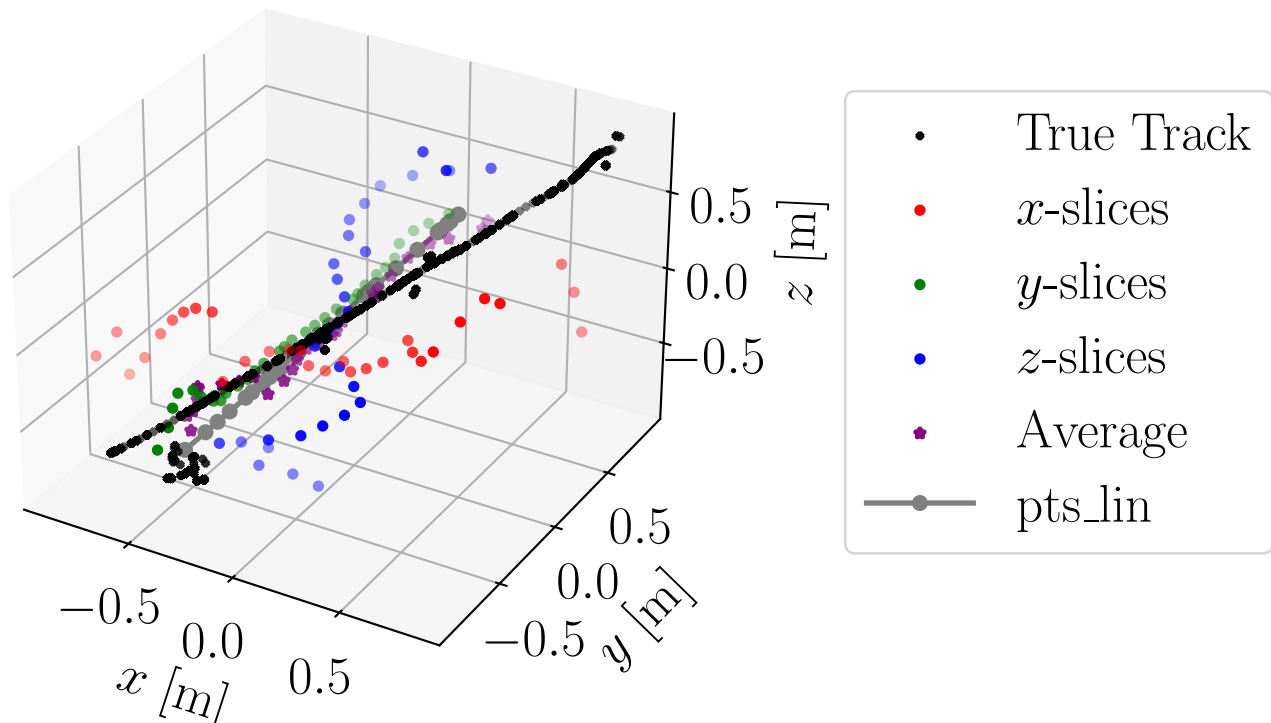 True Track
x-slices
y-slices
z-slices
Average
pts_lin
0.5
0.0
−0.5
z [m]
0.5
0.0
−0.5
y [m]
−0.5
0.0
0.5
x [m]